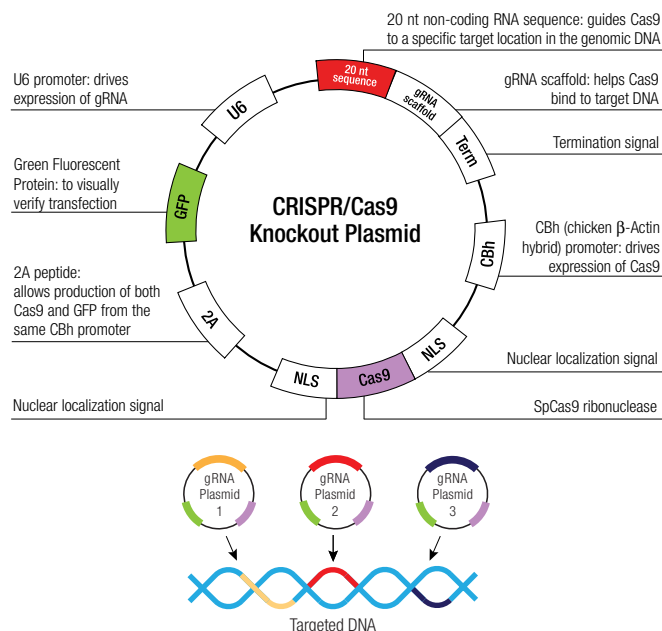 20 nt non-coding RNA sequence: guides Cas9
to a specific target location in the genomic DNA
U6 promoter: drives
expression of gRNA
20 nt
sequence
gRNA
scaffold
gRNA scaffold: helps Cas9
bind to target DNA
U6
Term
Termination signal
Green Fluorescent
Protein: to visually
verify transfection
GFP
CRISPR/Cas9
Knockout Plasmid
CBh
CBh (chicken β-Actin
hybrid) promoter: drives
expression of Cas9
2A peptide:
allows production of both
Cas9 and GFP from the
same CBh promoter
2A
NLS
Cas9
NLS
Nuclear localization signal
Nuclear localization signal
SpCas9 ribonuclease
gRNA
Plasmid
1
gRNA
Plasmid
2
gRNA
Plasmid
3
Targeted DNA